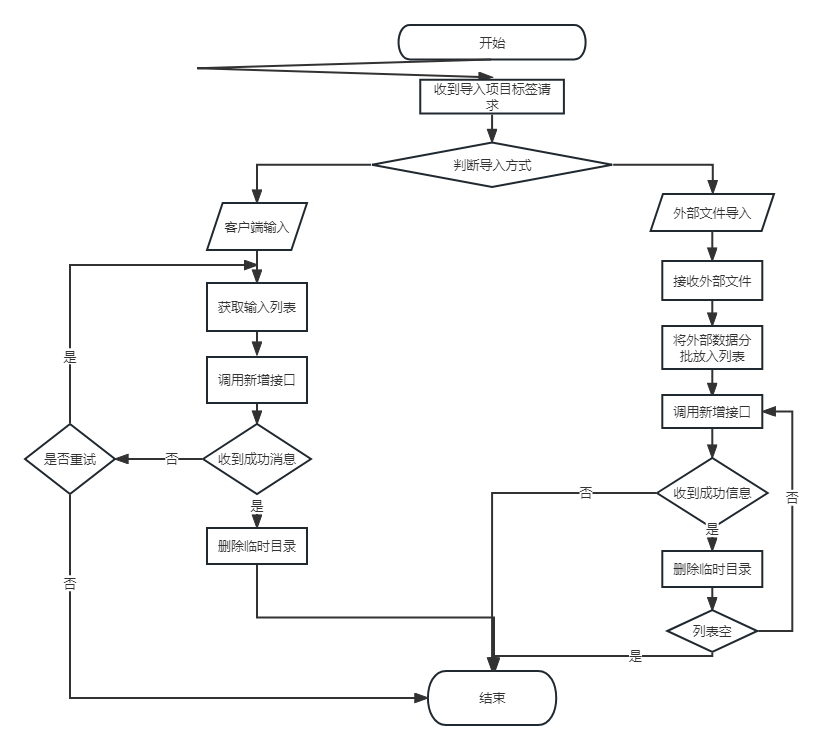 开始
收到导入项目标签请
求
判断导入方式
客户端输入
外部文件导入
获取输入列表
接收外部文件
将外部数据分
批放入列表
是
调用新增接口
调用新增接口
是否重试
否
收到成功消息
否
收到成功信息
否
是
是
删除临时目录
删除临时目录
否
列表空
是
结束